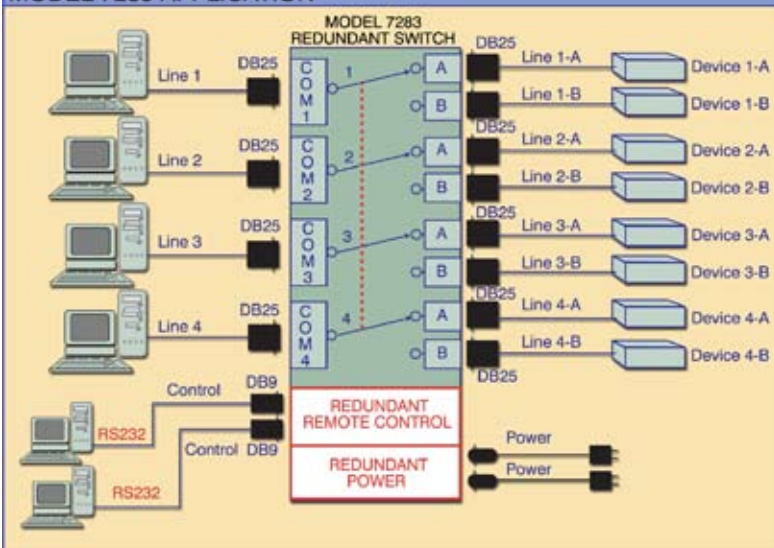 MODEL 7283 APPLICATION
MODEL 7283
REDUNDANT SWITCH
Line 1
DB25
COM1
1
A
B
DB25
Line 1-A
Device 1-A
Line 1-B
Device 1-B
Line 2
DB25
COM2
2
A
B
DB25
Line 2-A
Device 2-A
Line 2-B
Device 2-B
Line 3
DB25
COM3
3
A
B
DB25
Line 3-A
Device 3-A
Line 3-B
Device 3-B
Line 4
DB25
COM4
4
A
B
DB25
Line 4-A
Device 4-A
Line 4-B
Device 4-B
DB25
Control
DB9
RS232
Control DB9
RS232
REDUNDANT
REMOTE CONTROL
REDUNDANT
POWER
Power
Power